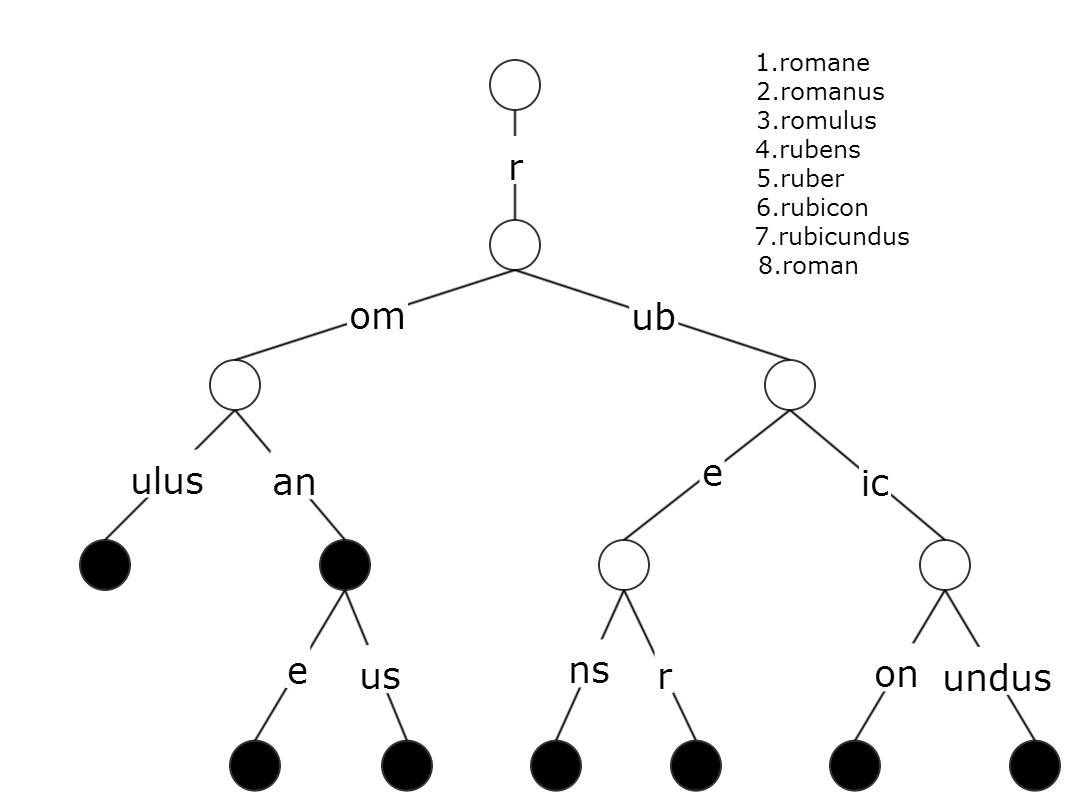 1.romane
2.romanus
3.romulus
4.rubens
5.ruber
6.rubicon
7.rubicundus
8.roman
r
om
ub
ulus
an
e
ic
e
us
ns
r
on
undus